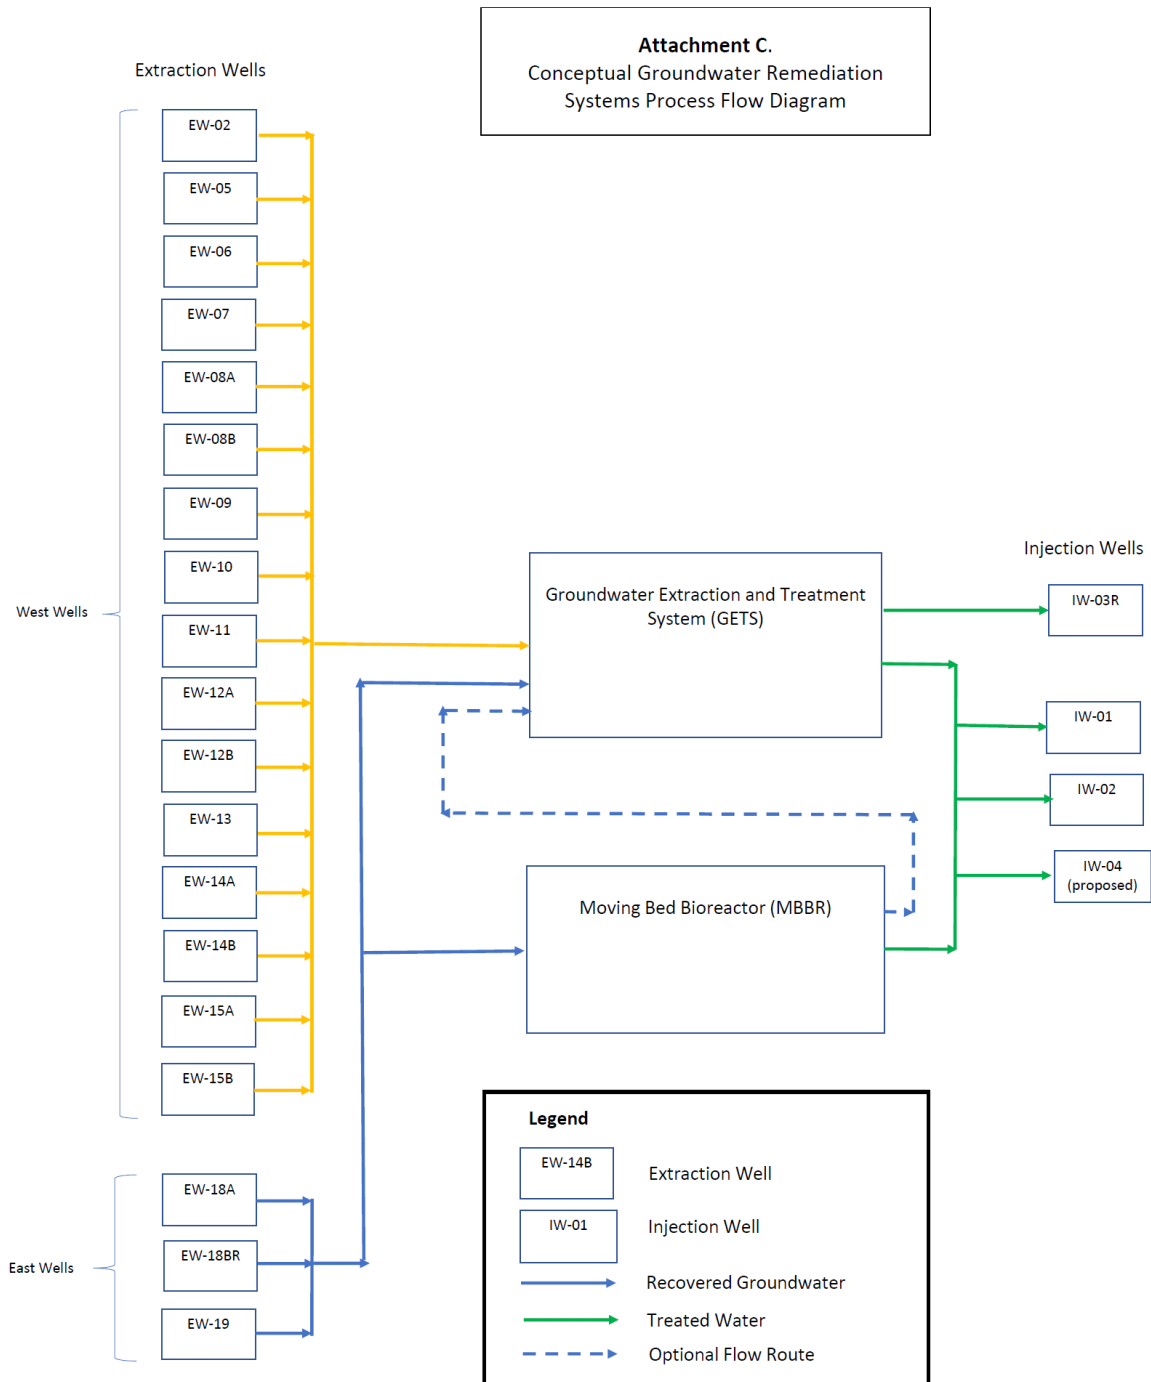 Attachment C.
Conceptual Groundwater Remediation
Systems Process Flow Diagram
Extraction Wells
EW-02
EW-05
EW-06
EW-07
EW-08A
EW-08B
EW-09
EW-10
West Wells
EW-11
EW-12A
EW-12B
EW-13
EW-14A
EW-14B
EW-15A
EW-15B
East Wells
EW-18A
EW-18BR
EW-19
Groundwater Extraction and Treatment
System (GETS)
Moving Bed Bioreactor (MBBR)
Injection Wells
IW-03R
IW-01
IW-02
IW-04
(proposed)
Legend
EW-14B
Extraction Well
IW-01
Injection Well
Recovered Groundwater
Treated Water
Optional Flow Route